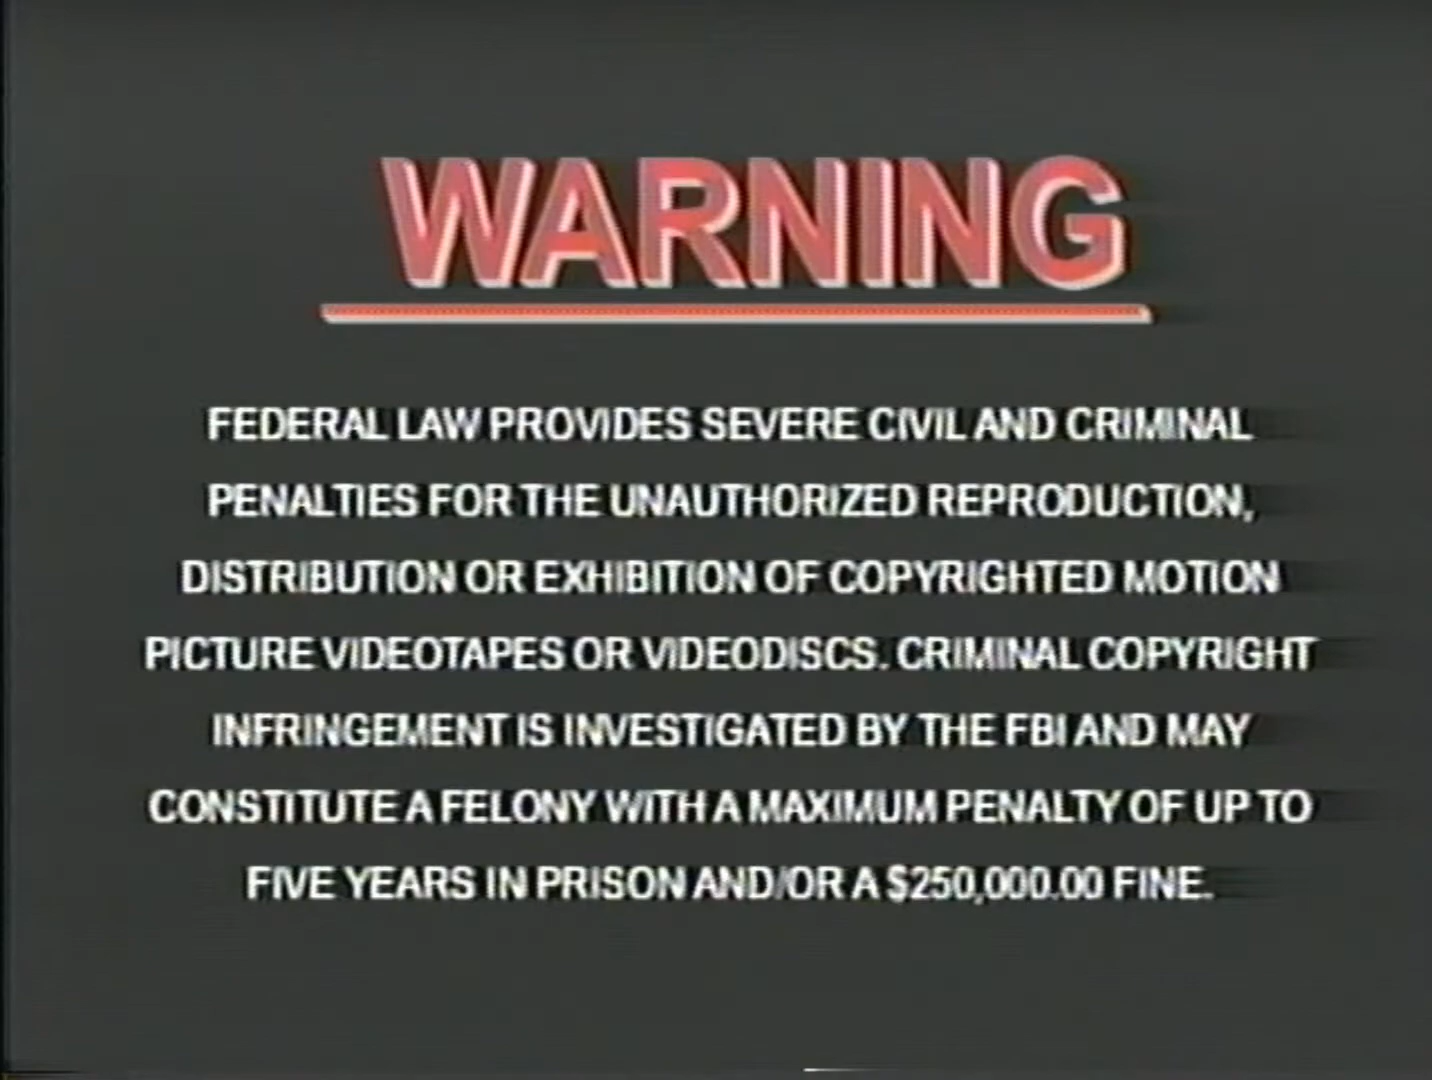 WARNING
FEDERAL LAW PROVIDES SEVERE CIVIL AND CRIMINAL
PENALTIES FOR THE UNAUTHORIZED REPRODUCTION,
DISTRIBUTION OR EXHIBITION OF COPYRIGHTED MOTION
PICTURE VIDEOTAPES OR VIDEODISCS. CRIMINAL COPYRIGHT
INFRINGEMENT IS INVESTIGATED BY THE FBI AND MAY
CONSTITUTE A FELONY WITH A MAXIMUM PENALTY OF UP TO
FIVE YEARS IN PRISON AND/OR A $250,000.00 FINE.